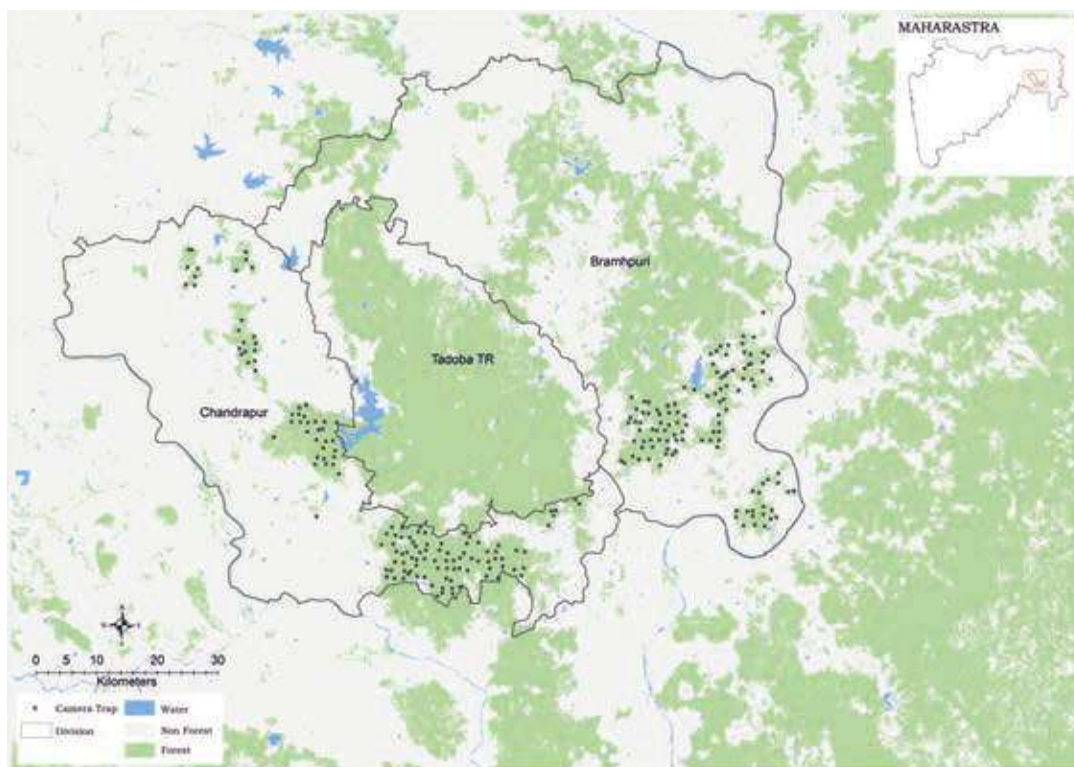 MAHARASTRA
Bramhpuri
Tadoba TR
Chandrapur
0 5 10 20 30
Kilometers
Camera Trap
Water
Division
Non Forest
Forest